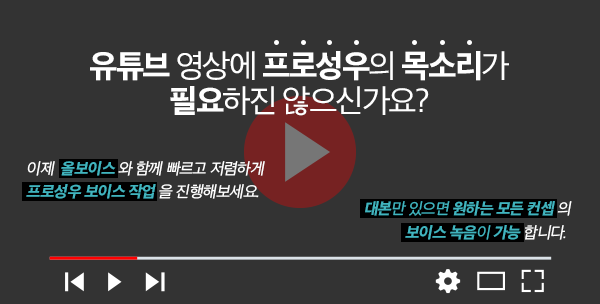 유튜브 영상에 프로성우의 목소리가
필요하진 않으신가요?
이제 올보이스와 함께 빠르고 저렴하게
프로성우 보이스 작업을 진행해보세요.
대본만 있으면 원하는 모든 컨셉의
보이스 녹음이 가능합니다.